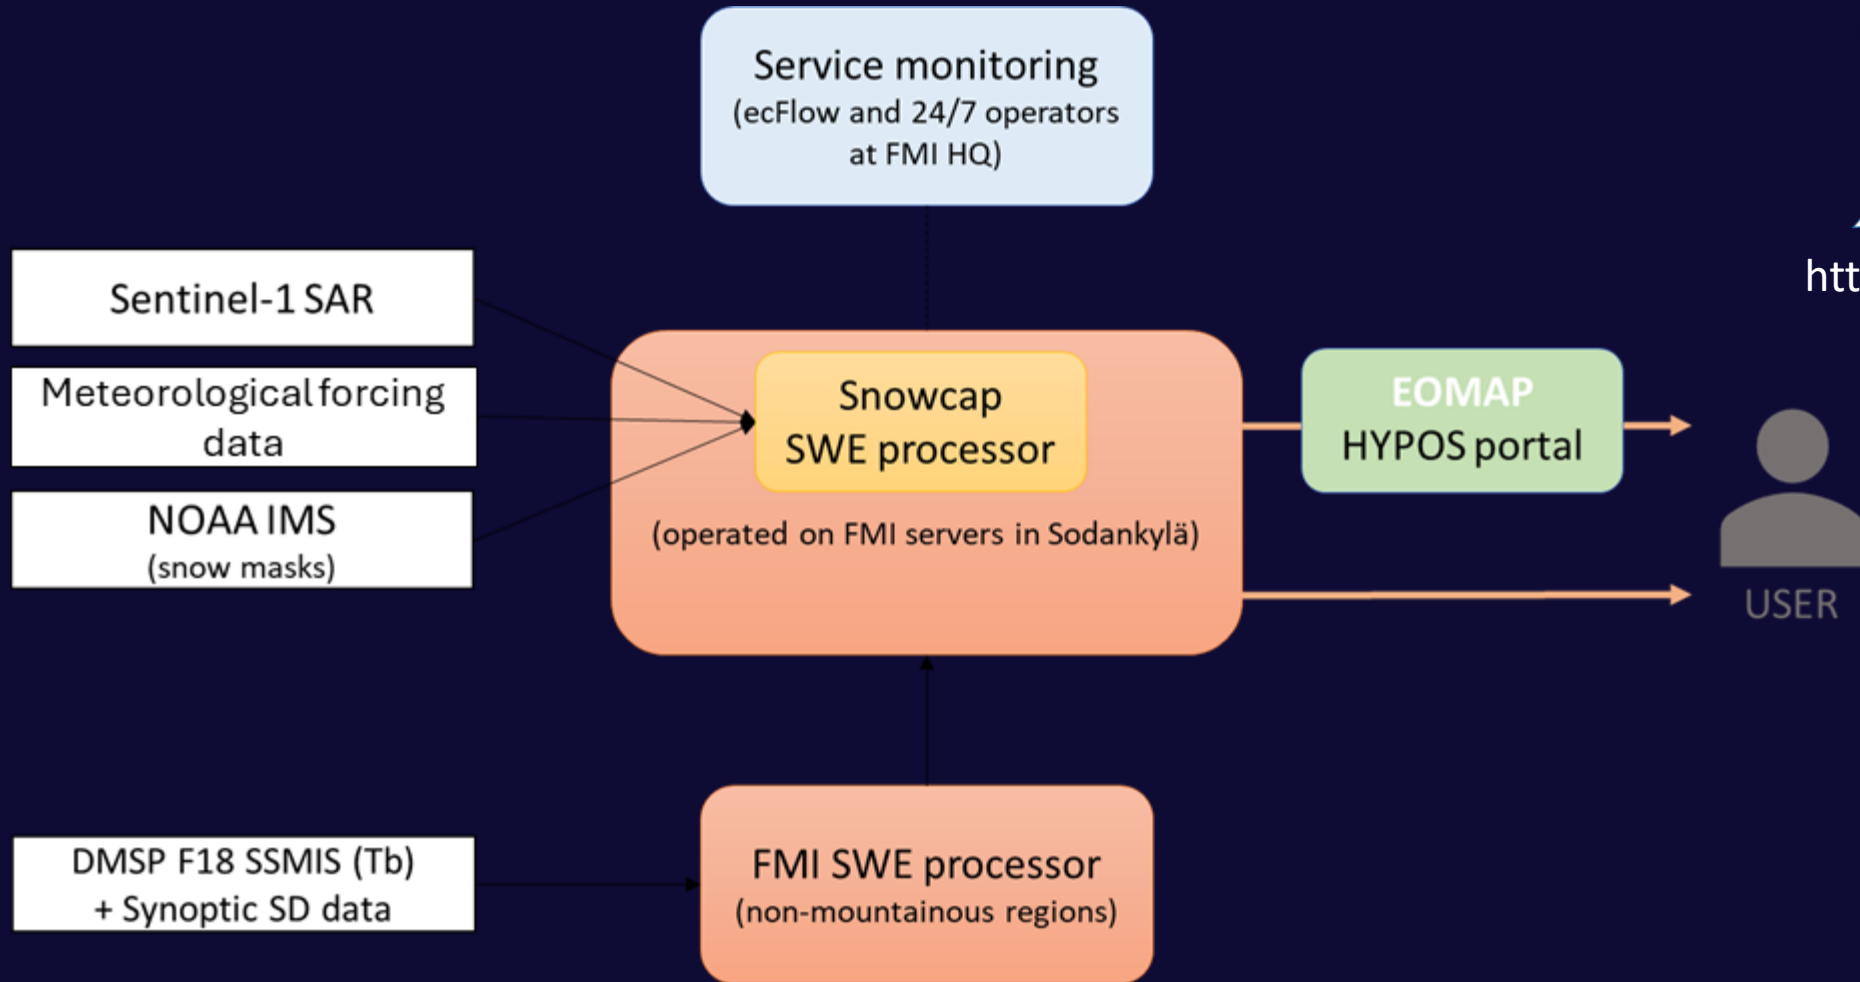 Service monitoring
(ecFlow and 24/7 operators
at FMI HQ)
Sentinel-1 SAR
Meteorological forcing
data
NOAA IMS
(snow masks)
Snowcap
SWE processor
(operated on FMI servers in Sodankylä)
EOMAP
HYPOS portal
htt
USER
DMSP F18 SSMIS (Tb)
+ Synoptic SD data
FMI SWE processor
(non-mountainous regions)